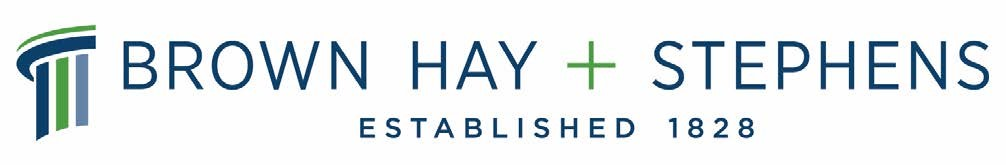 BROWN HAY + STEPHENS
ESTABLISHED 1828